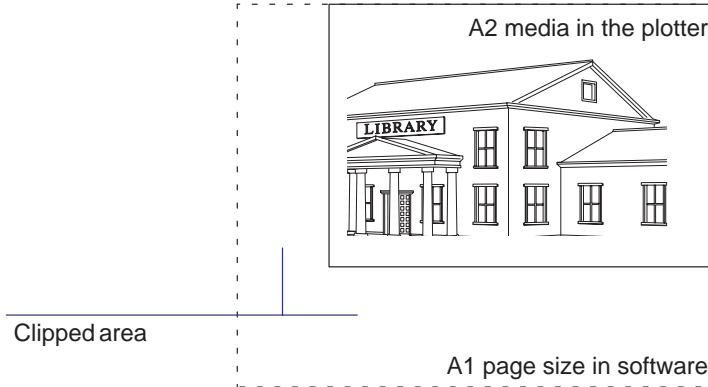 A2 media in the plotter
LIBRARY
Clipped area
A1 page size in software